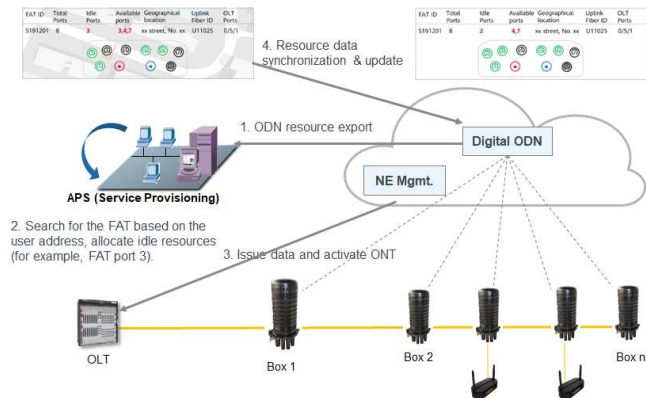 FAT ID Total Ports Idle Ports Available ports Geographical location Uplink Fiber ID OLT Ports
S191201 8 3 3,4,7 xx street, No. xx U11025 0/5/1
FAT ID Total Ports Idle Ports Available ports Geographical location Uplink Fiber ID OLT Ports
S191201 8 2 4,7 xx street, No. xx U11025 0/5/1
4. Resource data
synchronization & update
1. ODN resource export
Digital ODN
NE Mgmt.
APS (Service Provisioning)
2. Search for the FAT based on the
user address, allocate idle resources
(for example, FAT port 3).
3. Issue data and activate ONT
OLT
Box 1
Box 2
Box n